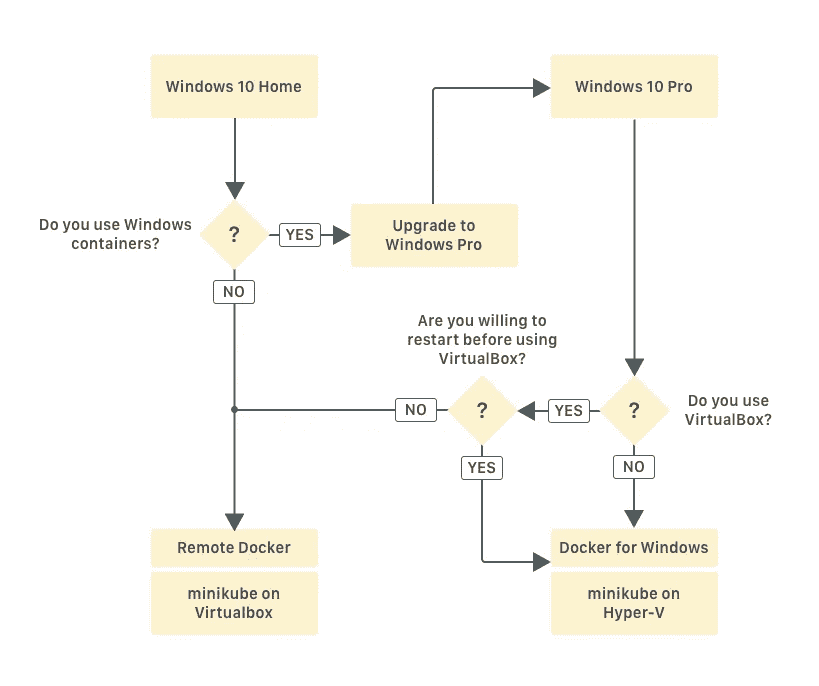 Windows 10 Home
Windows 10 Pro
Do you use Windows
containers?
?
YES
Upgrade to
Windows Pro
NO
Are you willing to
restart before using
VirtualBox?
NO
?
YES
?
Do you use
VirtualBox?
YES
NO
Remote Docker
Docker for Windows
minikube on
Virtualbox
minikube on
Hyper-V